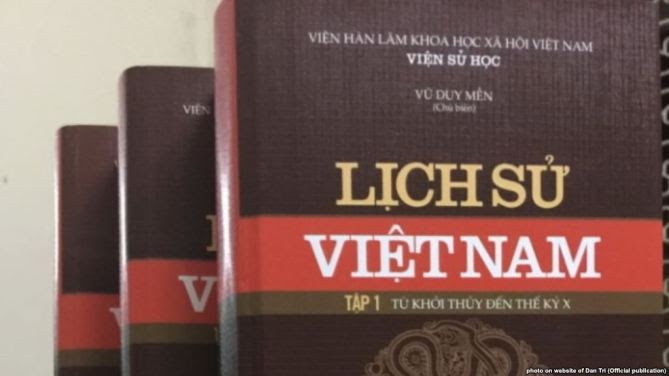 VIỆN HÀN LÂM KHOA HỌC XÃ HỘI VIỆT NAM
VIỆN SỬ HỌC
VŨ DUY MỀN
(Chủ biên)
LỊCH SỬ
VIỆT NAM
TẬP 1 TỪ KHỞI THỦY ĐẾN THẾ KỶ X
VIỆN
V
photo on website of Dan Tri (Official publication)